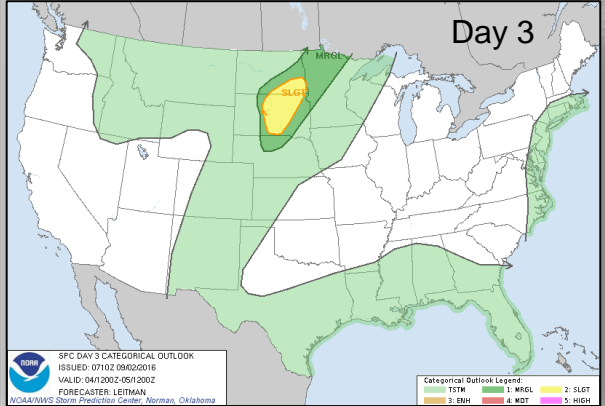 Day 3
MRGL
SLGT
NOAA
SPC DAY 3 CATEGORICAL OUTLOOK
ISSUED: 0710Z 09/02/2016
VALID: 04/1200Z-05/1200Z
FORECASTER: LEITMAN
NOAA/NWS Storm Prediction Center, Norman, Oklahoma
Categorical Outlook Legend:
TSTM 1: MRGL 2: SLGT
3: ENH 4: MDT 5: HIGH